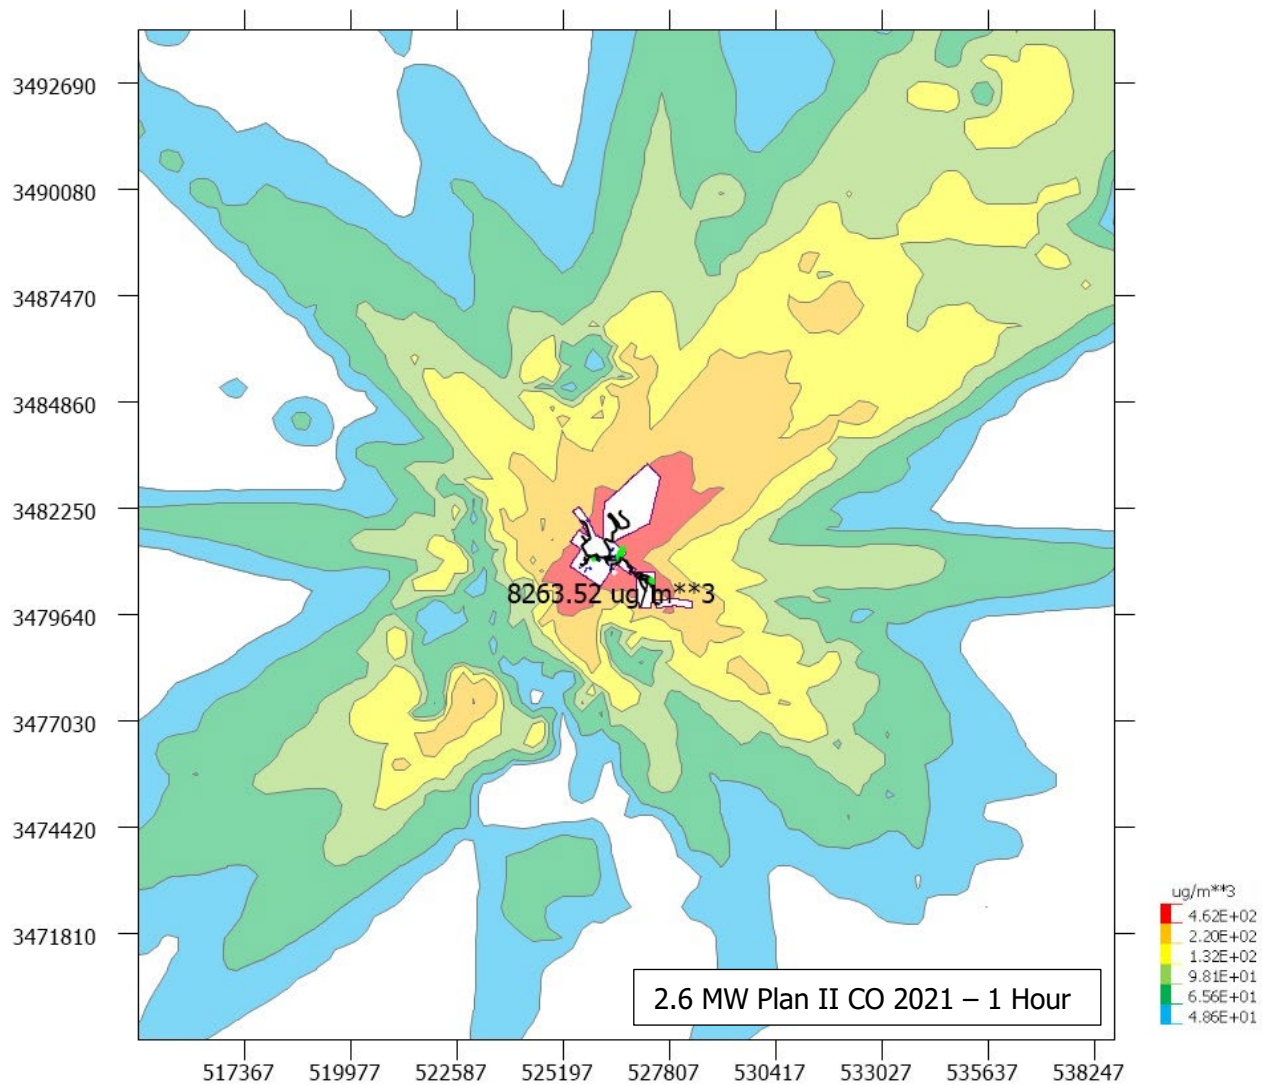 3492690
3490080
3487470
3484860
3482250
3479640
3477030
3474420
3471810
8263.52 ug/m**3
ug/m**3
4.62E+02
2.20E+02
1.32E+02
9.81E+01
6.56E+01
4.86E+01
2.6 MW Plan II CO 2021 – 1 Hour
517367 519977 522587 525197 527807 530417 533027 535637 538247